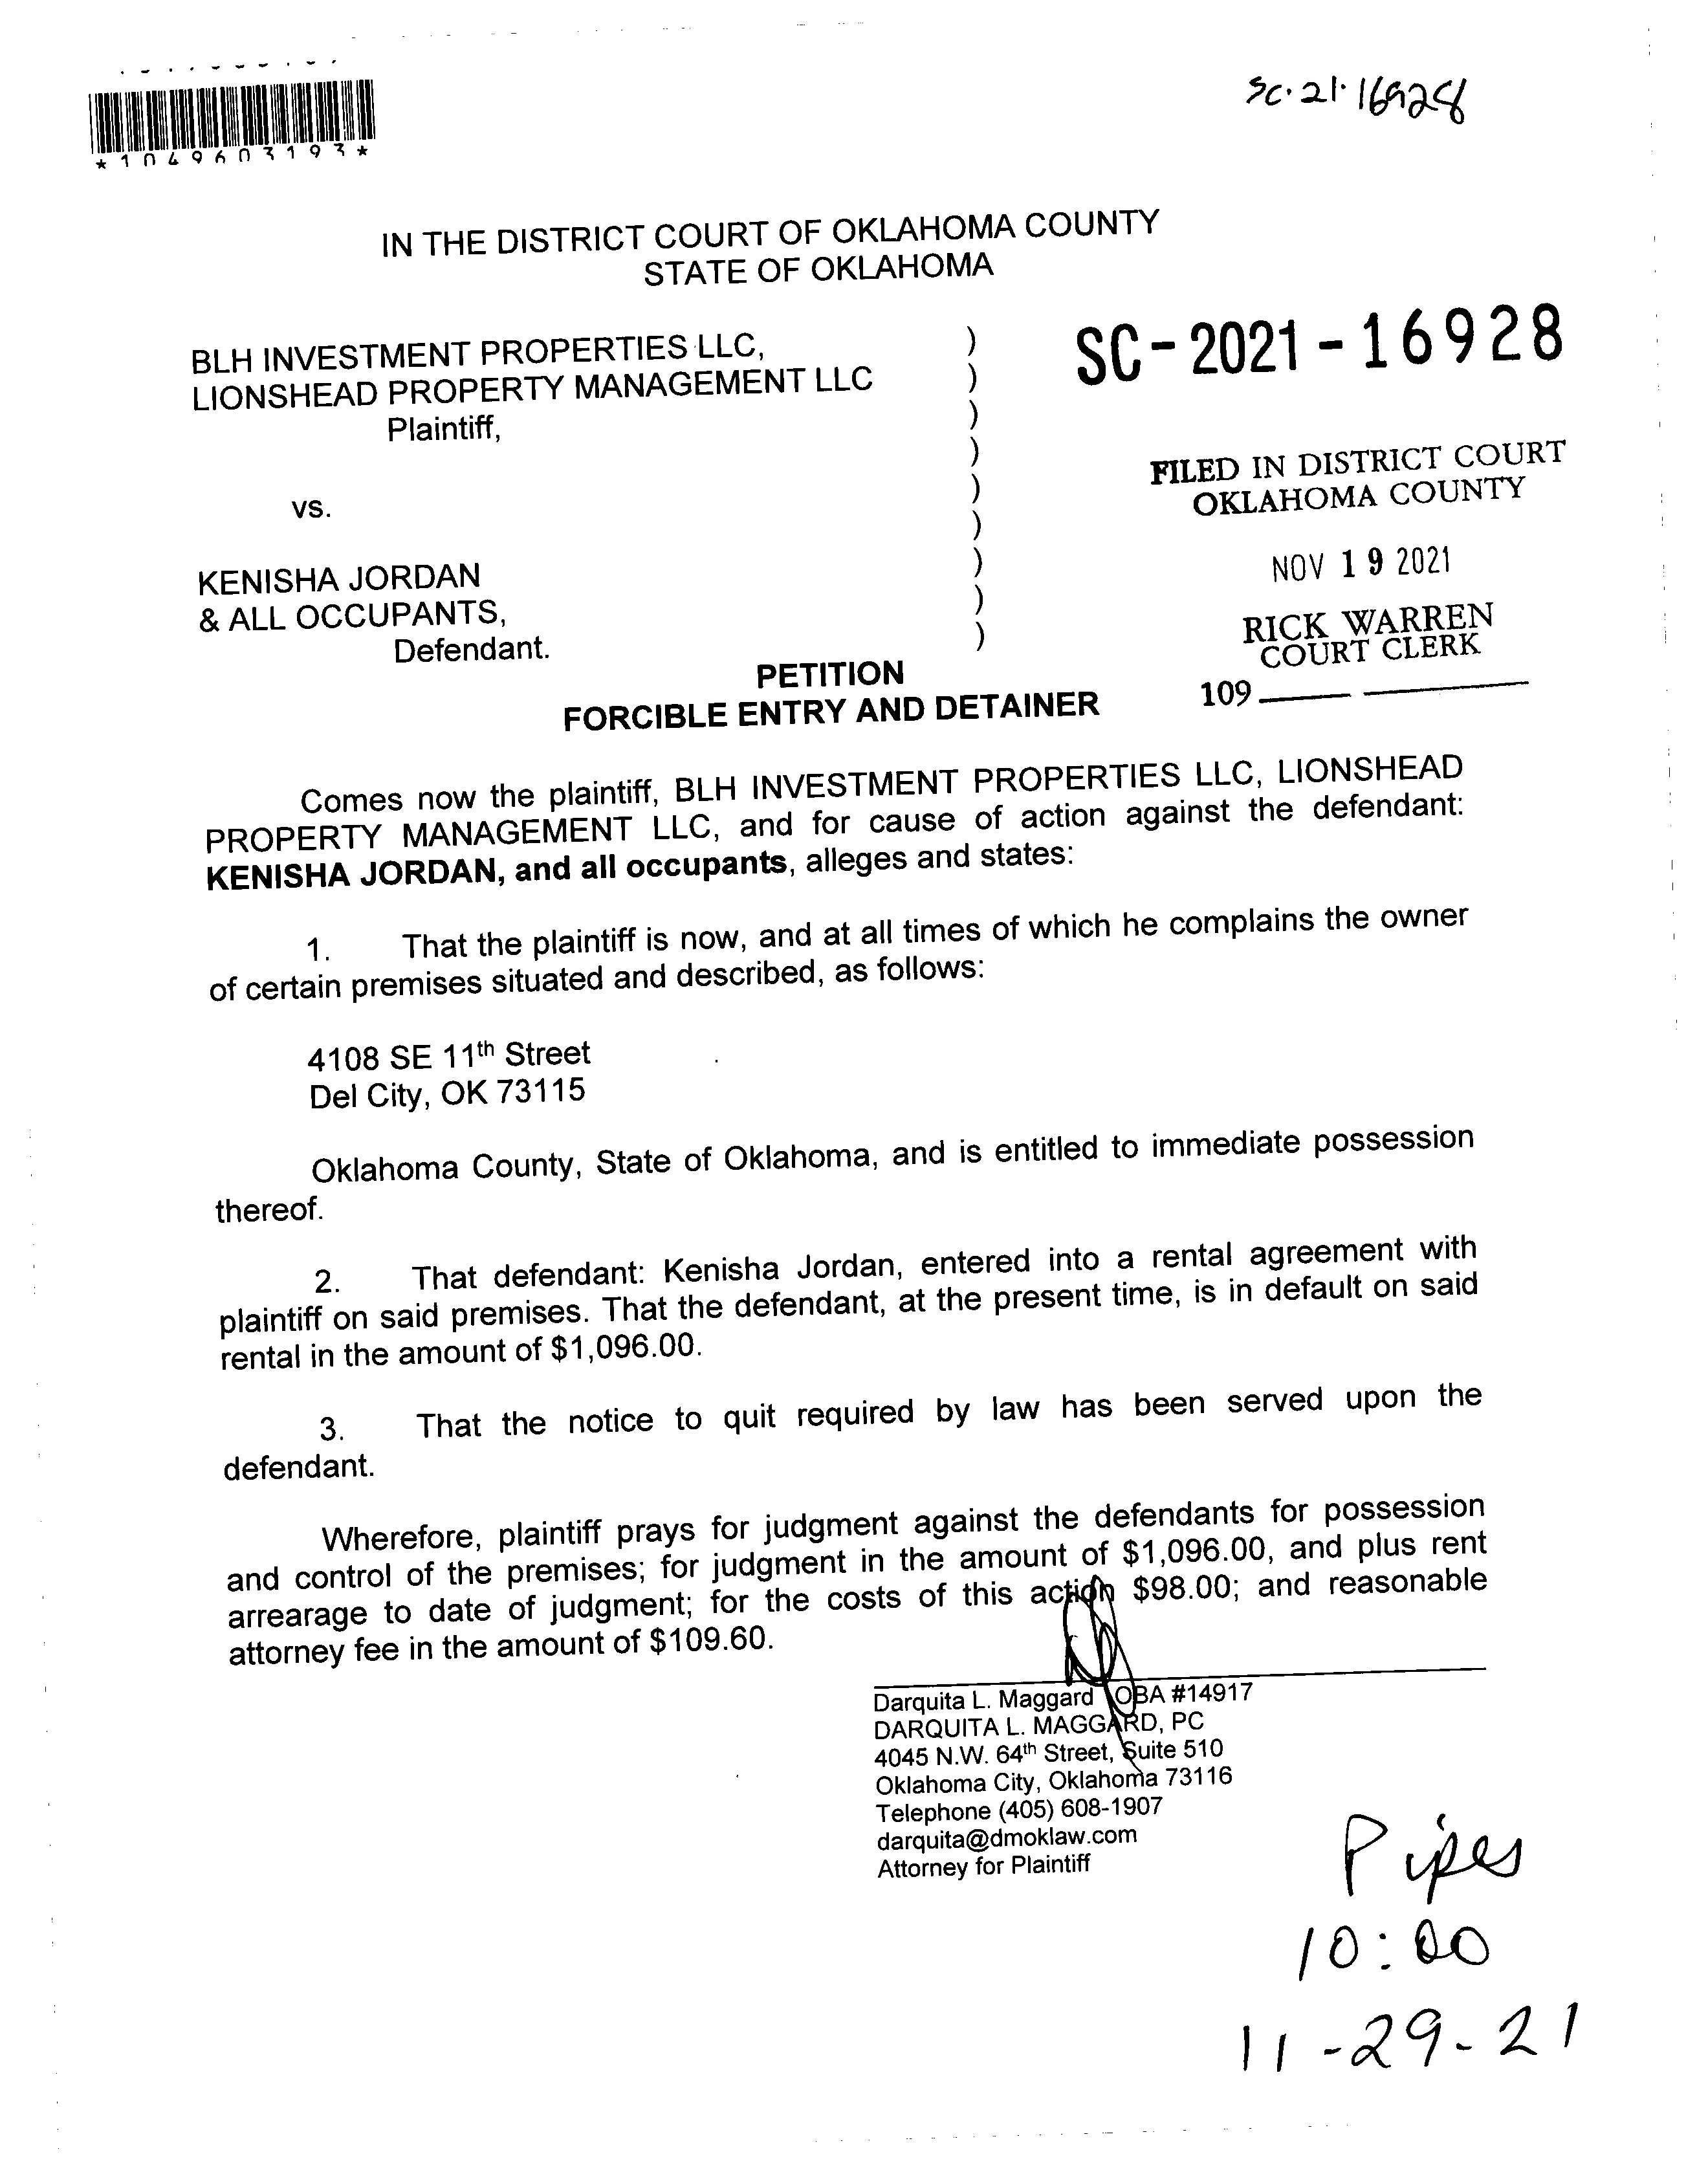 *1049603193*
SC-21-16928
IN THE DISTRICT COURT OF OKLAHOMA COUNTY
STATE OF OKLAHOMA
BLH INVESTMENT PROPERTIES LLC, )
LIONSHEAD PROPERTY MANAGEMENT LLC )
Plaintiff, )
)
vs. )
)
KENISHA JORDAN )
& ALL OCCUPANTS, )
Defendant. )
SC-2021-16928
FILED IN DISTRICT COURT
OKLAHOMA COUNTY
NOV 19 2021
RICK WARREN
COURT CLERK
109
PETITION
FORCIBLE ENTRY AND DETAINER
Comes now the plaintiff, BLH INVESTMENT PROPERTIES LLC, LIONSHEAD
PROPERTY MANAGEMENT LLC, and for cause of action against the defendant:
KENISHA JORDAN, and all occupants, alleges and states:
1. That the plaintiff is now, and at all times of which he complains the owner
of certain premises situated and described, as follows:
4108 SE 11th Street
Del City, OK 73115
Oklahoma County, State of Oklahoma, and is entitled to immediate possession
thereof.
2. That defendant: Kenisha Jordan, entered into a rental agreement with
plaintiff on said premises. That the defendant, at the present time, is in default on said
rental in the amount of $1,096.00.
3. That the notice to quit required by law has been served upon the
defendant.
Wherefore, plaintiff prays for judgment against the defendants for possession
and control of the premises; for judgment in the amount of $1,096.00, and plus rent
arrearage to date of judgment; for the costs of this action $98.00; and reasonable
attorney fee in the amount of $109.60.
Darquita L. Maggard OBA #14917
DARQUITA L. MAGGARD, PC
4045 N.W. 64th Street, Suite 510
Oklahoma City, Oklahoma 73116
Telephone (405) 608-1907
darquita@dmoklaw.com
Attorney for Plaintiff
Pipes
10:00
11-29-21